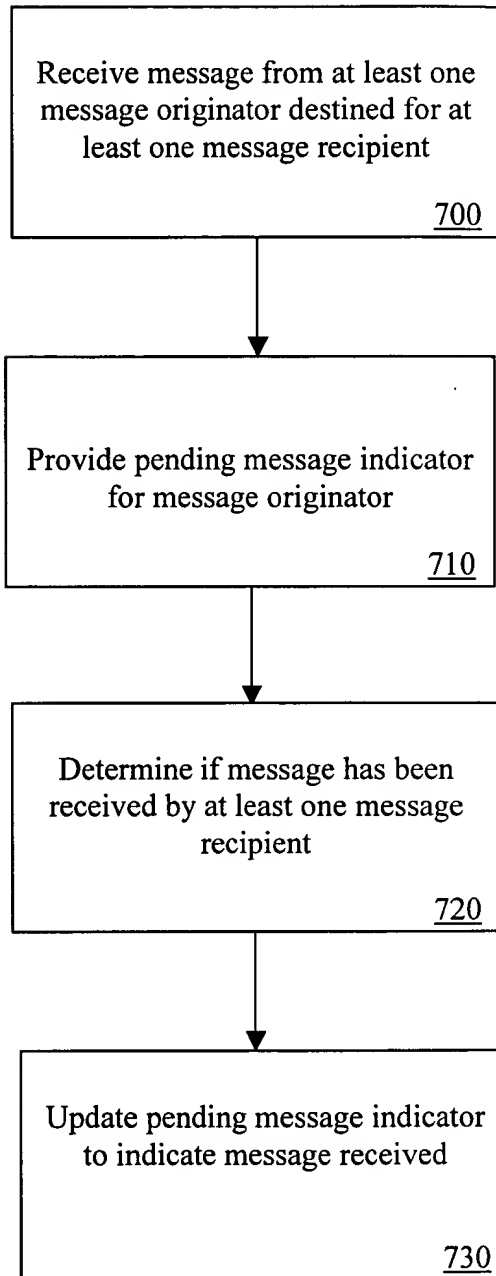 Receive message from at least one
message originator destined for at
least one message recipient
700
Provide pending message indicator
for message originator
710
Determine if message has been
received by at least one message
recipient
720
Update pending message indicator
to indicate message received
730